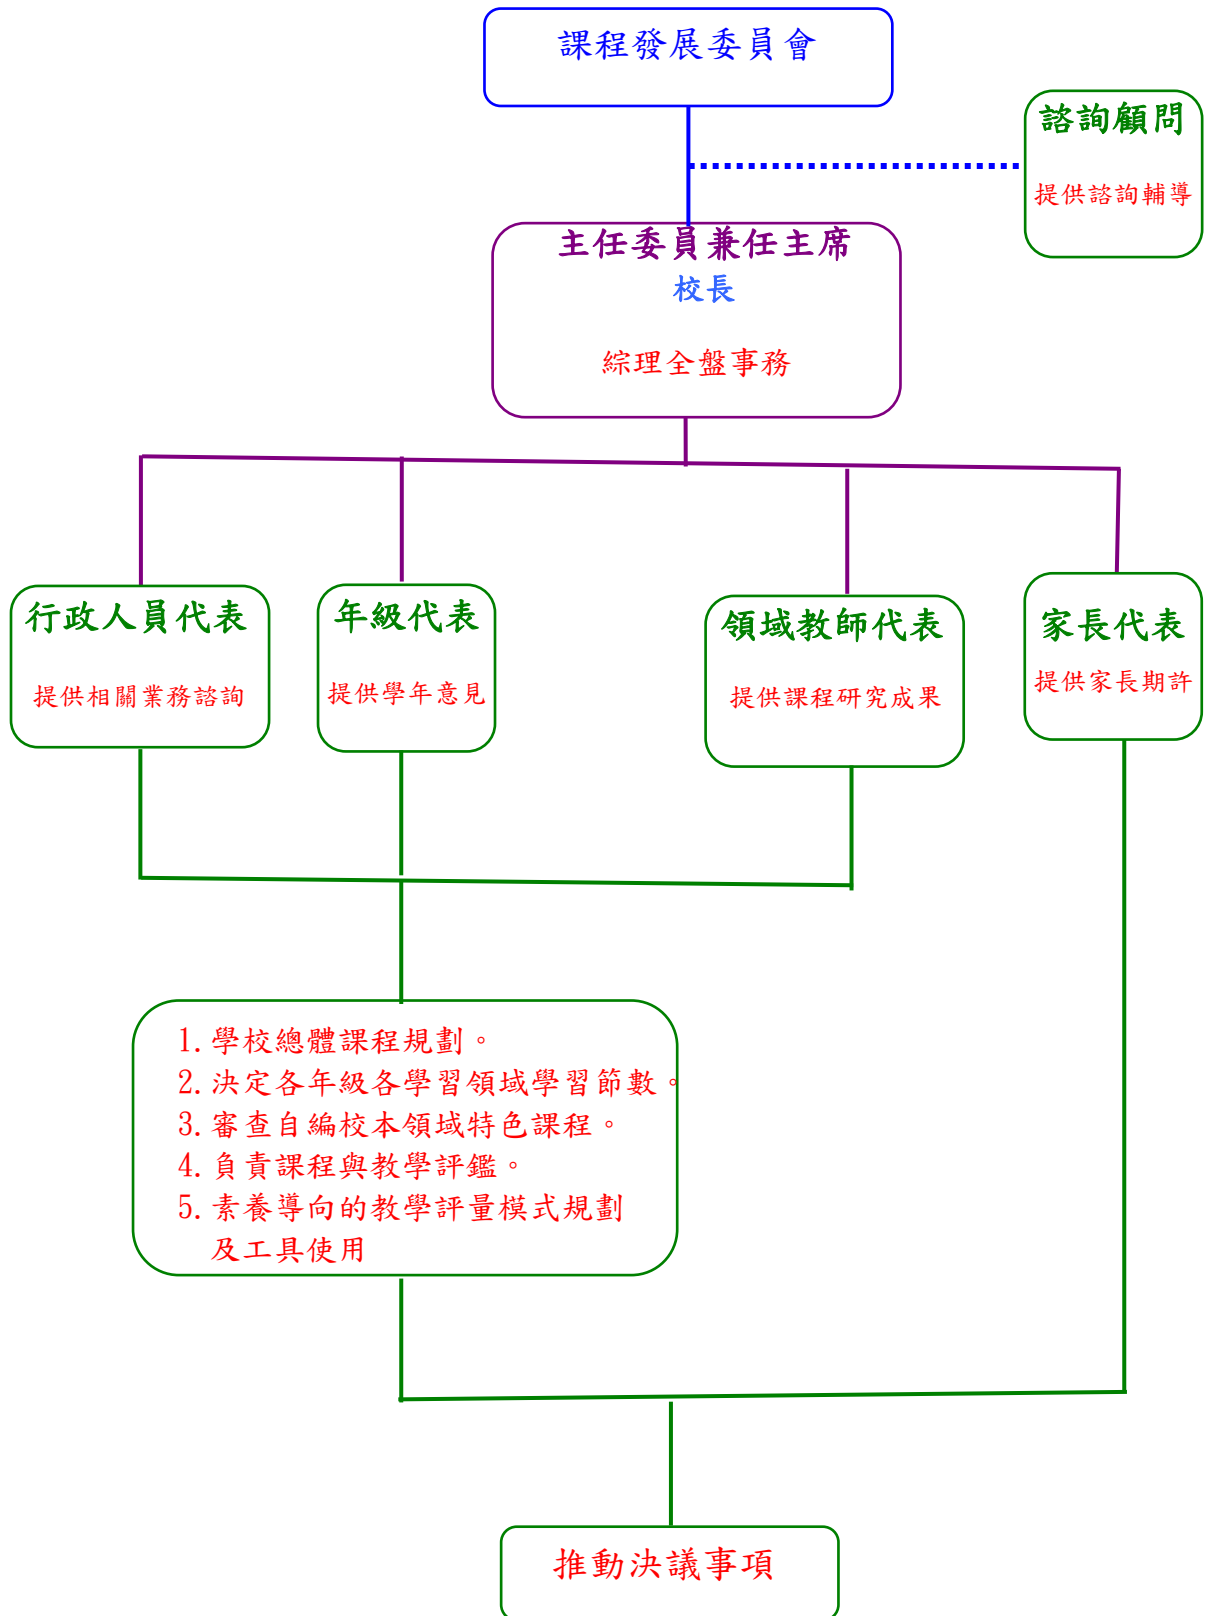 課程發展委員會
諮詢顧問
提供諮詢輔導
主任委員兼任主席
校長
綜理全盤事務
行政人員代表
提供相關業務諮詢
年級代表
提供學年意見
領域教師代表
提供課程研究成果
家長代表
提供家長期許
1.學校總體課程規劃。
2.決定各年級各學習領域學習節數。
3.審查自編校本領域特色課程。
4.負責課程與教學評鑑。
5.素養導向的教學評量模式規劃
及工具使用
推動決議事項